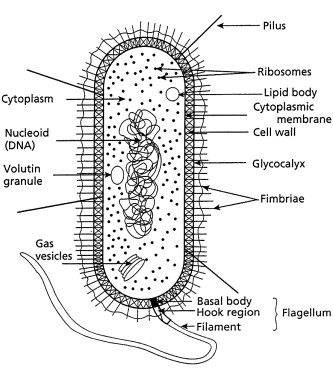 Pilus
Ribosomes
Lipid body
Cytoplasm
Cytoplasmic
membrane
Cell wall
Nucleoid
(DNA)
Glycocalyx
Volutin
granule
Fimbriae
Gas
vesicles
Basal body
Hook region
Flagellum
Filament